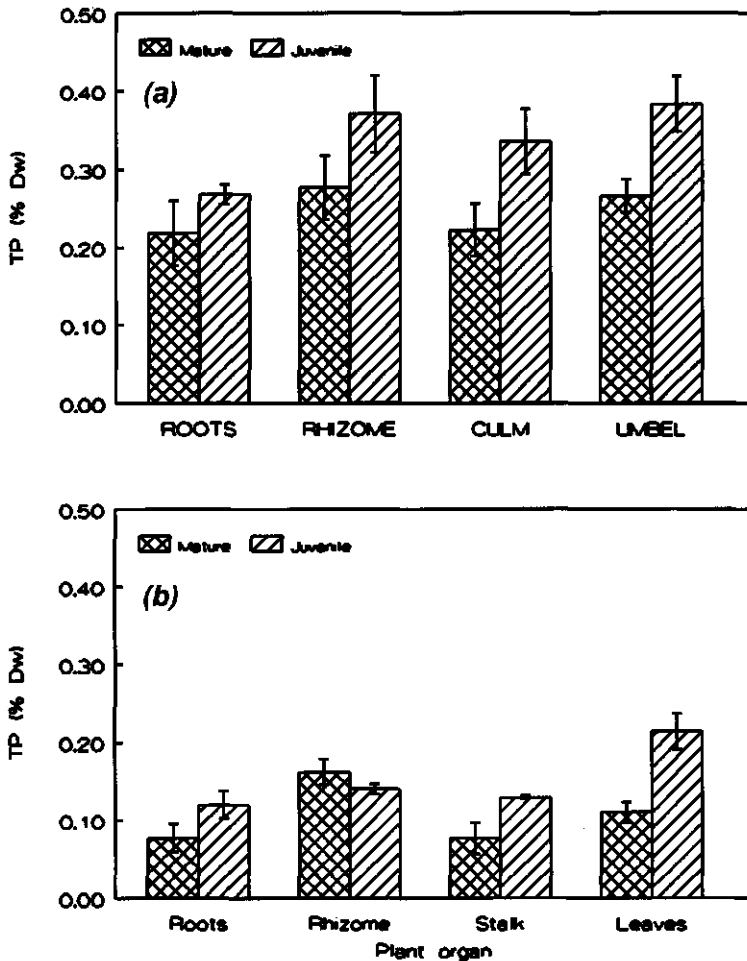 0.50
Mature Juvenile
0.40
(a)
0.30
TP (% Dw)
0.20
0.10
0.00
ROOTS RHIZOME CULM UMBEL
0.50
Mature Juvenile
0.40
(b)
0.30
TP (% Dw)
0.20
0.10
0.00
Roots Rhizome Stalk Leaves
Plant organ